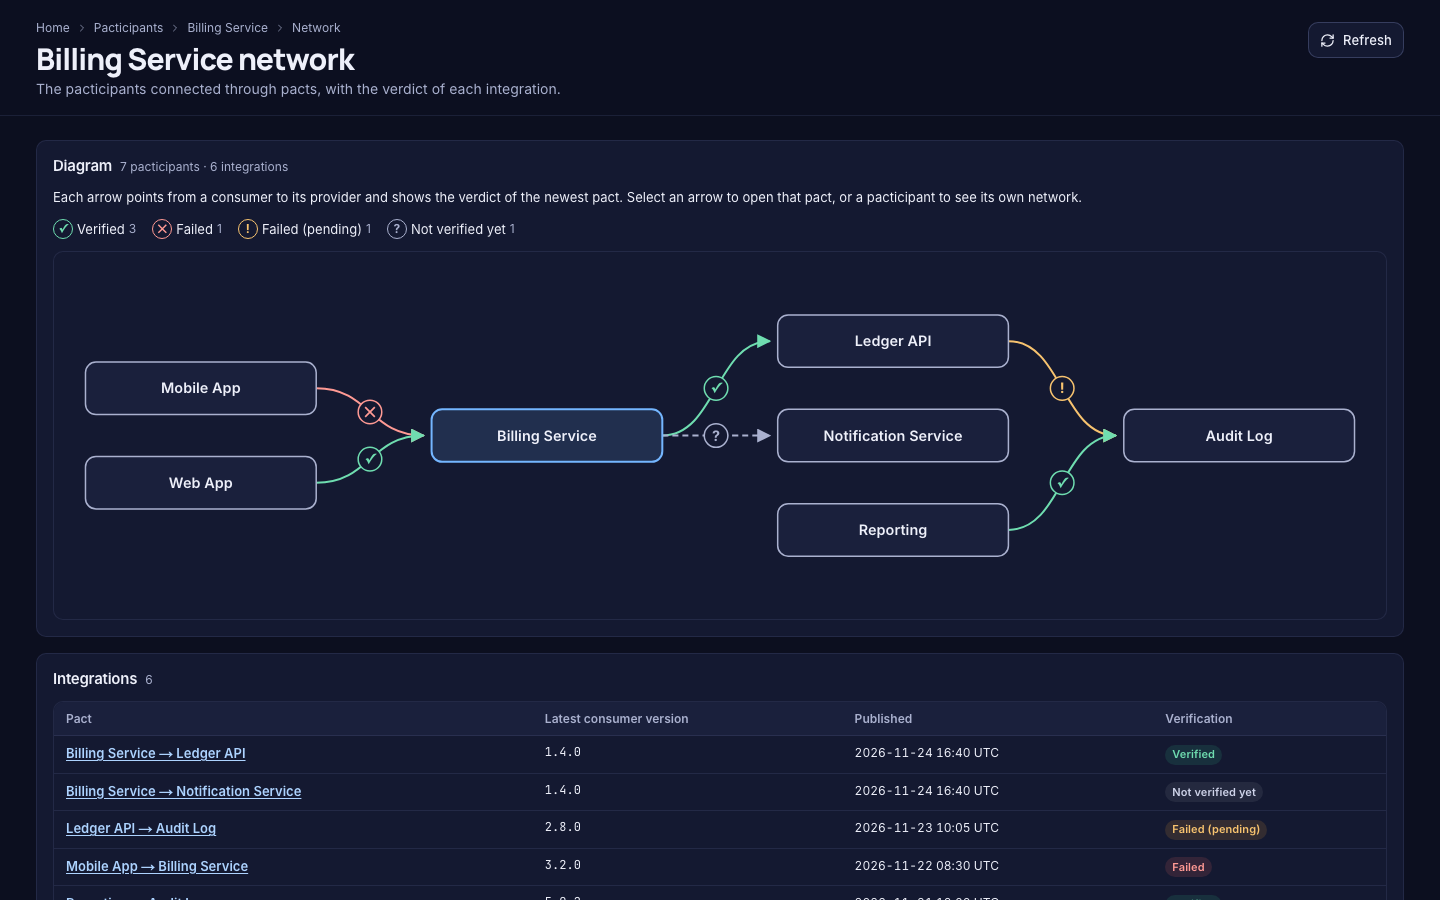 Home > Pacticipants > Billing Service > Network
Billing Service network
The pacticipants connected through pacts, with the verdict of each integration.
Refresh
Diagram 7 pacticipants · 6 integrations
Each arrow points from a consumer to its provider and shows the verdict of the newest pact. Select an arrow to open that pact, or a pacticipant to see its own network.
✓ Verified 3 ✕ Failed 1 ! Failed (pending) 1 ? Not verified yet 1
Ledger API
Mobile App
Billing Service
?
Notification Service
!
Audit Log
Web App
Reporting
Integrations 6
Pact Latest consumer version Published Verification
Billing Service → Ledger API 1.4.0 2026-11-24 16:40 UTC Verified
Billing Service → Notification Service 1.4.0 2026-11-24 16:40 UTC Not verified yet
Ledger API → Audit Log 2.8.0 2026-11-23 10:05 UTC Failed (pending)
Mobile App → Billing Service 3.2.0 2026-11-22 08:30 UTC Failed